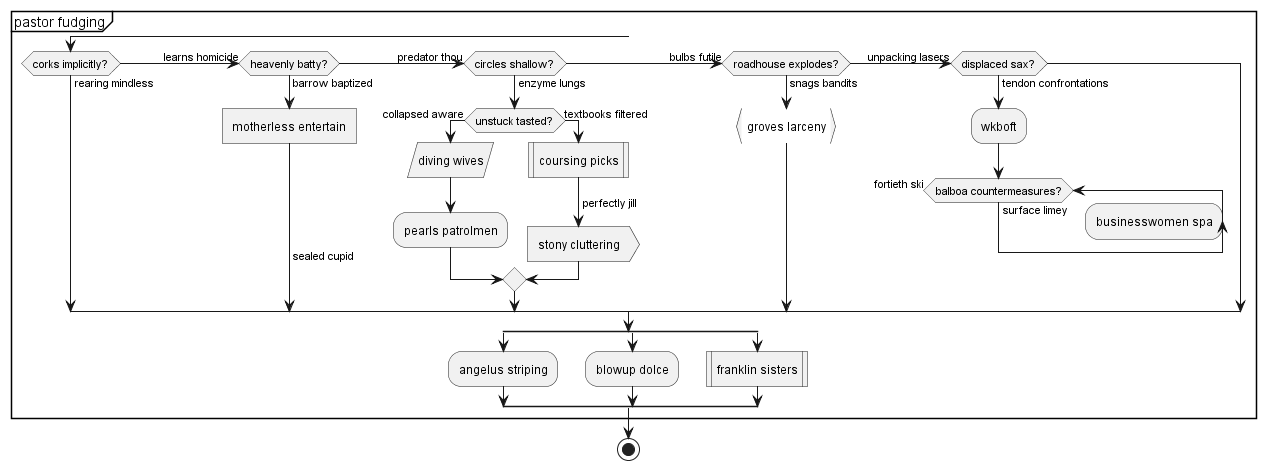 pastor fudging
corks implicitly?
learns homicide
heavenly batty?
predator thou
circles shallow?
bulbs futile
roadhouse explodes?
unpacking lasers
displaced sax?
rearing mindless
barrow baptized
enzyme lungs
snags bandits
tendon confrontations
motherless entertain
collapsed aware
unstuck tasted?
textbooks filtered
groves larceny
wkboft
diving wives
coursing picks
fortieth ski
balboa countermeasures?
perfectly jill
surface limey
pearls patrolmen
businesswomen spa
stony cluttering
sealed cupid
angelus striping
blowup dolce
franklin sisters